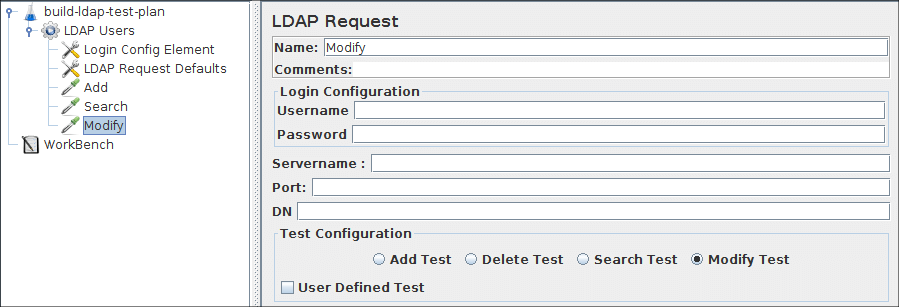 build-ldap-test-plan
LDAP Users
Login Config Element
LDAP Request Defaults
Add
Search
Modify
WorkBench
LDAP Request
Name: Modify
Comments:
Login Configuration
Username
Password
Servername :
Port:
DN
Test Configuration
Add Test Delete Test Search Test Modify Test
User Defined Test